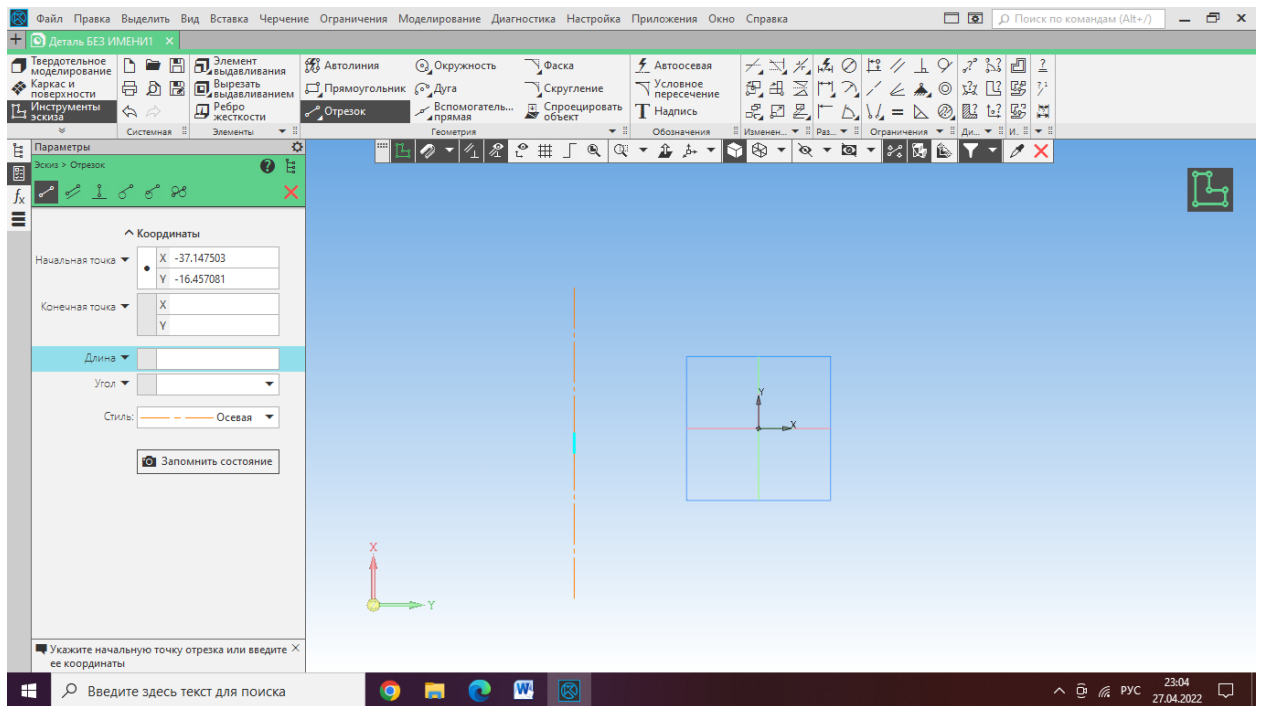 Файл Правка Выделить Вид Вставка Черчение Ограничения Моделирование Диагностика Настройка Приложения Окно Справка
Поиск по командам (Alt+/)
Деталь БЕЗ ИМЕНИ1
Твердотельное моделирование
Каркас и поверхности
Инструменты эскиза
Элемент выдавливания
Вырезать выдавливанием
Ребро жесткости
Автолиния
Прямоугольник
Отрезок
Окружность
Дуга
Вспомогатель... прямая
Фаска
Скругление
Спроецировать объект
Автоосевая
Условное пересечение
Надпись
Системная
Элементы
Геометрия
Обозначения
Изменен...
Раз...
Ограничения
Ди...
И.
Параметры
Эскиз > Отрезок
Координаты
Начальная точка
X -37.147503
Y -16.457081
Конечная точка
X
Y
Длина
Угол
Стиль: Осевая
Запомнить состояние
Y
X
X
Y
Укажите начальную точку отрезка или введите
ее координаты
Введите здесь текст для поиска
РУС
23:04
27.04.2022